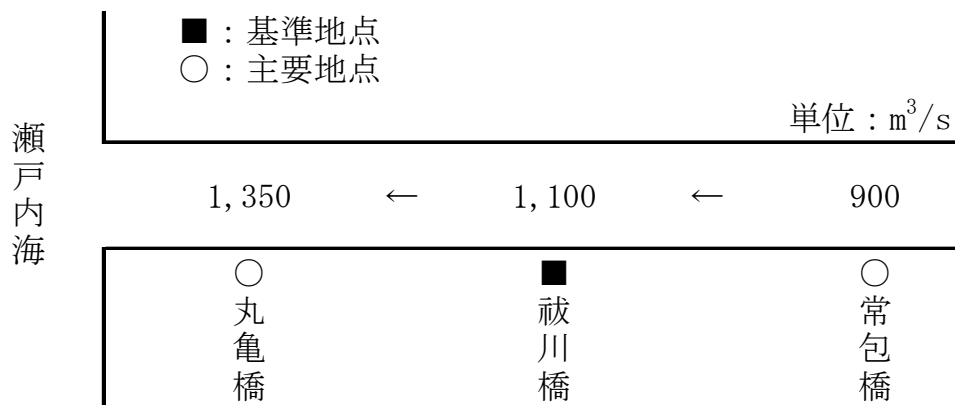 ■：基準地点
○：主要地点
単位：m³/s
瀬戸内海
1,350 ← 1,100 ← 900
○ ■ ○
丸亀橋
祓川橋
常包橋